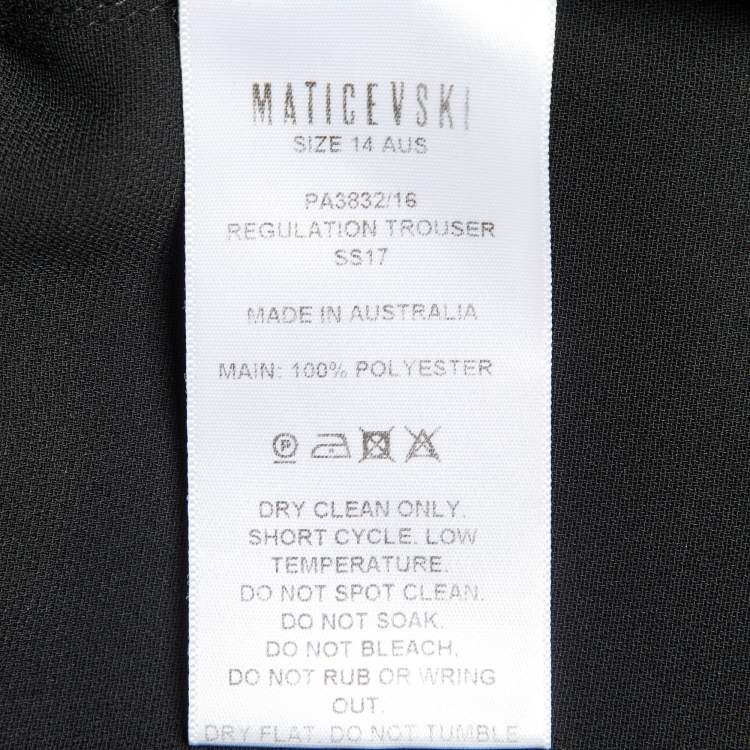 MATICEVSKI
SIZE 14 AUS
PA3832/16
REGULATION TROUSER
SS17
MADE IN AUSTRALIA
MAIN: 100% POLYESTER
P
DRY CLEAN ONLY.
SHORT CYCLE. LOW
TEMPERATURE.
DO NOT SPOT CLEAN.
DO NOT SOAK.
DO NOT BLEACH.
DO NOT RUB OR WRING
OUT.
DRY FLAT. DO NOT TUMBLE